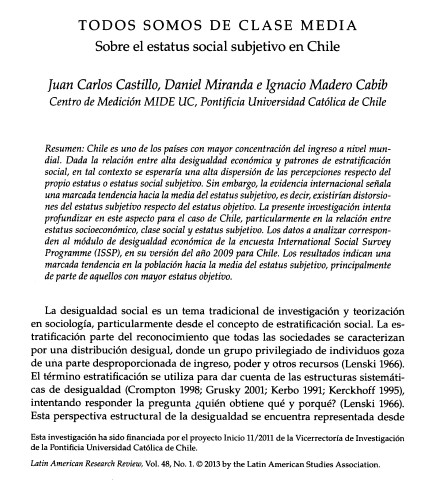 TODOS SOMOS DE CLASE MEDIA
Sobre el estatus social subjetivo en Chile
Juan Carlos Castillo, Daniel Miranda e Ignacio Madero Cabib
Centro de Medición MIDE UC, Pontificia Universidad Católica de Chile
Resumen: Chile es uno de los países con mayor concentración del ingreso a nivel mun-
dial. Dada la relación entre alta desigualdad económica y patrones de estratificación
social, en tal contexto se esperaría una alta dispersión de las percepciones respecto del
propio estatus o estatus social subjetivo. Sin embargo, la evidencia internacional señala
una marcada tendencia hacia la media del estatus subjetivo, es decir, existirían distorsio-
nes del estatus subjetivo respecto del estatus objetivo. La presente investigación intenta
profundizar en este aspecto para el caso de Chile, particularmente en la relación entre
estatus socioeconómico, clase social y estatus subjetivo. Los datos a analizar correspon-
den al módulo de desigualdad económica de la encuesta International Social Survey
Programme (ISSP), en su versión del año 2009 para Chile. Los resultados indican una
marcada tendencia en la población hacia la media del estatus subjetivo, principalmente
de parte de aquellos con mayor estatus objetivo.
La desigualdad social es un tema tradicional de investigación y teorización
en sociología, particularmente desde el concepto de estratificación social. La es-
tratificación parte del reconocimiento que todas las sociedades se caracterizan
por una distribución desigual, donde un grupo privilegiado de individuos goza
de una parte desproporcionada de ingreso, poder y otros recursos (Lenski 1966).
El término estratificación se utiliza para dar cuenta de las estructuras sistemáti-
cas de desigualdad (Crompton 1998; Grusky 2001; Kerbo 1991; Kerckhoff 1995),
intentando responder la pregunta ¿quién obtiene qué y porqué? (Lenski 1966).
Esta perspectiva estructural de la desigualdad se encuentra representada desde
Esta investigación ha sido financiada por el proyecto Inicio 11/2011 de la Vicerrectoría de Investigación
de la Pontificia Universidad Católica de Chile.
Latin American Research Review, Vol. 48, No. 1. © 2013 by the Latin American Studies Association.